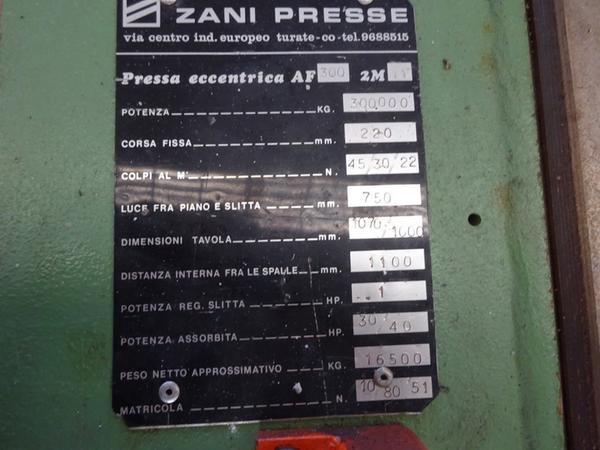 ZANI PRESSE
via centro ind. europeo turate-co-tel.9688515
Pressa eccentrica AF 300 2M
POTENZA KG. 300.000
CORSA FISSA mm. 220
COLPI AL M' N. 45/30/22
LUCE FRA PIANO E SLITTA mm. 750
DIMENSIONI TAVOLA mm. 1070/1000
DISTANZA INTERNA FRA LE SPALLE mm. 1100
POTENZA REG. SLITTA HP. 1
POTENZA ASSORBITA HP. 30/40
PESO NETTO APPROSSIMATIVO KG. 16500
MATRICOLA N. 10 80 51